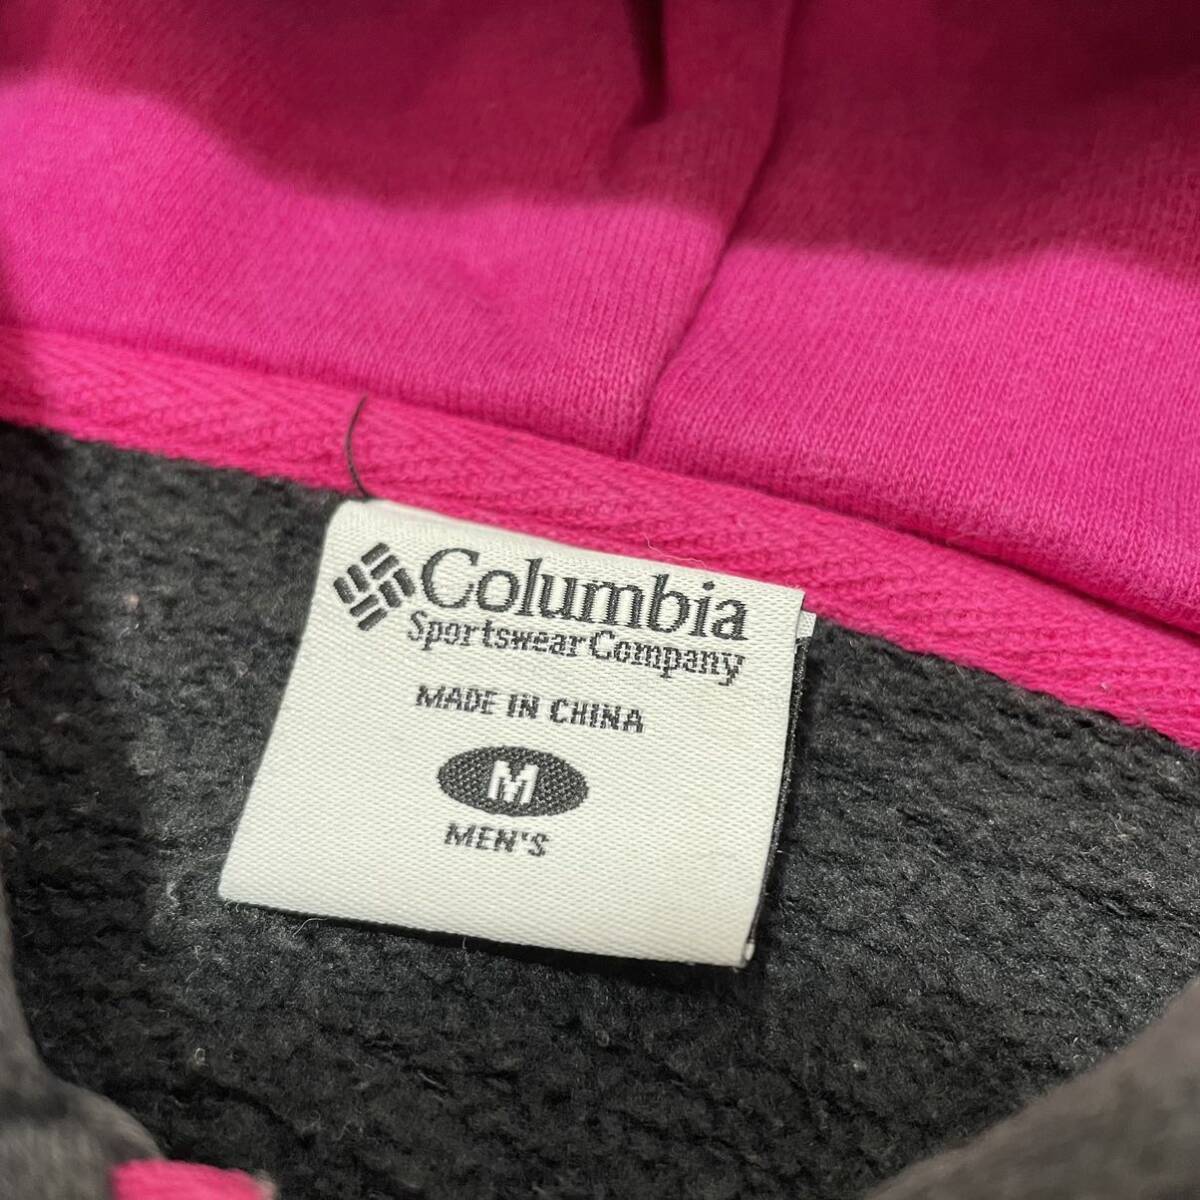 Columbia
Sportswear Company
MADE IN CHINA
M
MEN'S